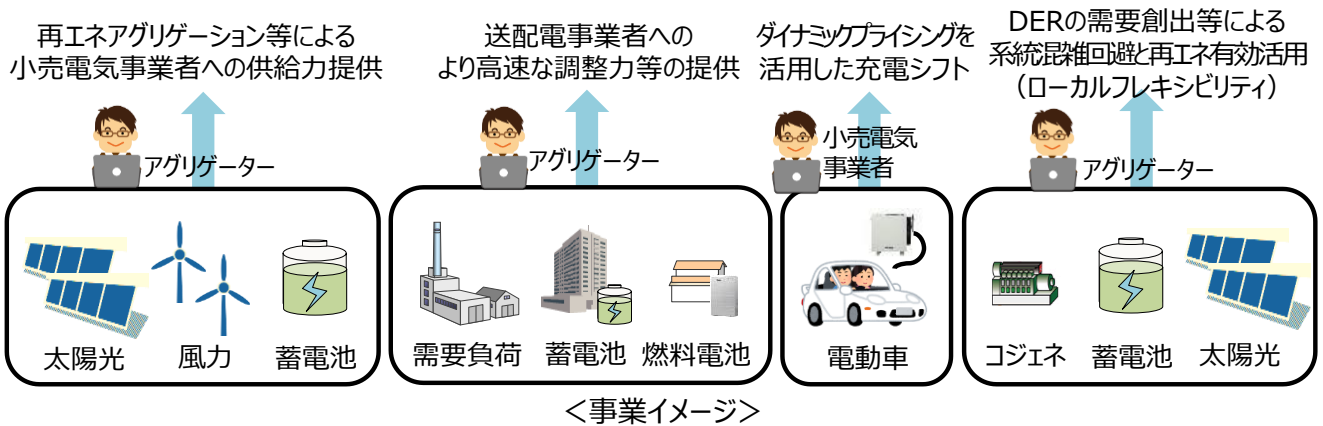 再エネアグリゲーション等による
小売電気事業者への供給力提供
アグリゲーター
太陽光
風力
蓄電池
送配電事業者への
より高速な調整力等の提供
アグリゲーター
需要負荷
蓄電池
燃料電池
ダイナミックプライシングを
活用した充電シフト
小売電気
事業者
電動車
DERの需要創出等による
系統混雑回避と再エネ有効活用
（ローカルフレキシビリティ）
アグリゲーター
コジェネ
蓄電池
太陽光
＜事業イメージ＞